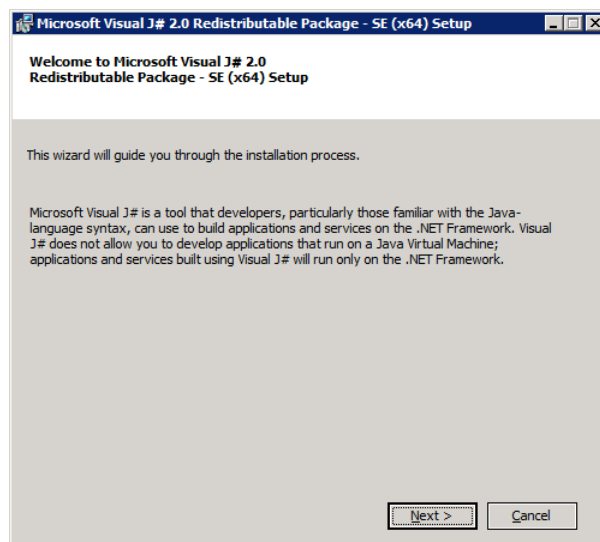 Microsoft Visual J# 2.0 Redistributable Package - SE (x64) Setup
Welcome to Microsoft Visual J# 2.0
Redistributable Package - SE (x64) Setup
This wizard will guide you through the installation process.
Microsoft Visual J# is a tool that developers, particularly those familiar with the Java-
language syntax, can use to build applications and services on the .NET Framework. Visual
J# does not allow you to develop applications that run on a Java Virtual Machine;
applications and services built using Visual J# will run only on the .NET Framework.
Next >
Cancel